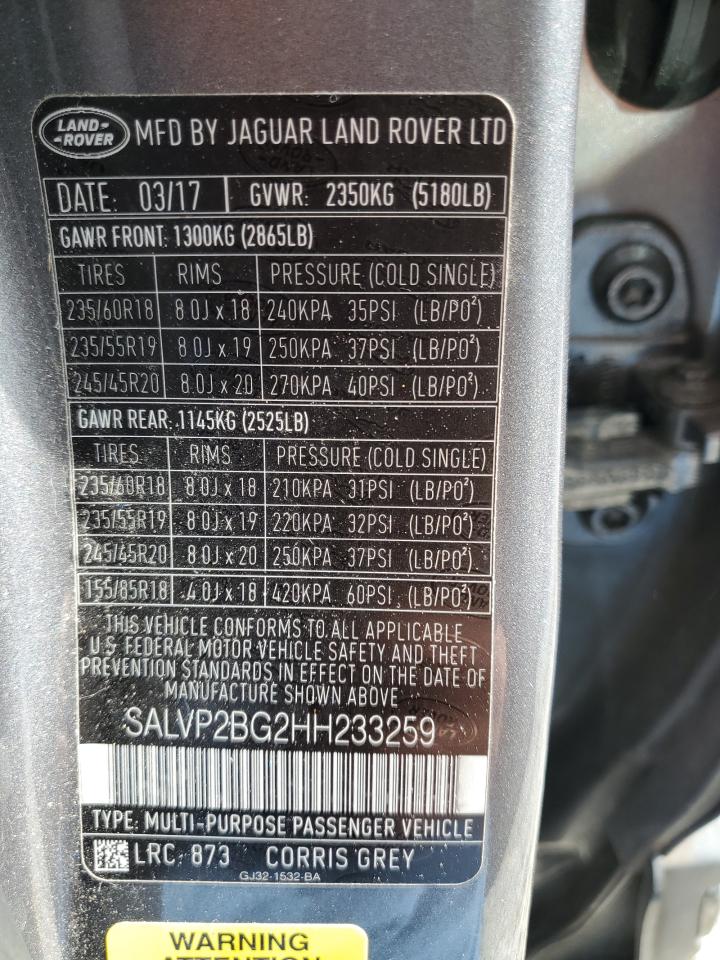 LAND-
-ROVER
MFD BY JAGUAR LAND ROVER LTD
DATE: 03/17 GVWR: 2350KG (5180LB)
GAWR FRONT: 1300KG (2865LB)
TIRES RIMS PRESSURE (COLD SINGLE)
235/60R18 8.0J x 18 240KPA 35PSI (LB/PO²)
235/55R19 8.0J x 19 250KPA 37PSI (LB/PO²)
245/45R20 8.0J x 20 270KPA 40PSI (LB/PO²)
GAWR REAR: 1145KG (2525LB)
TIRES RIMS PRESSURE (COLD SINGLE)
235/60R18 8.0J x 18 210KPA 31PSI (LB/PO²)
235/55R19 8.0J x 19 220KPA 32PSI (LB/PO²)
245/45R20 8.0J x 20 250KPA 37PSI (LB/PO²)
155/85R18 4.0J x 18 420KPA 60PSI (LB/PO²)
THIS VEHICLE CONFORMS TO ALL APPLICABLE
U.S FEDERAL MOTOR VEHICLE SAFETY AND THEFT
PREVENTION STANDARDS IN EFFECT ON THE DATE OF
MANUFACTURE SHOWN ABOVE
SALVP2BG2HH233259
TYPE: MULTI-PURPOSE PASSENGER VEHICLE
LRC 873 CORRIS GREY
GJ32-1532-BA
WARNING
ATTENTION